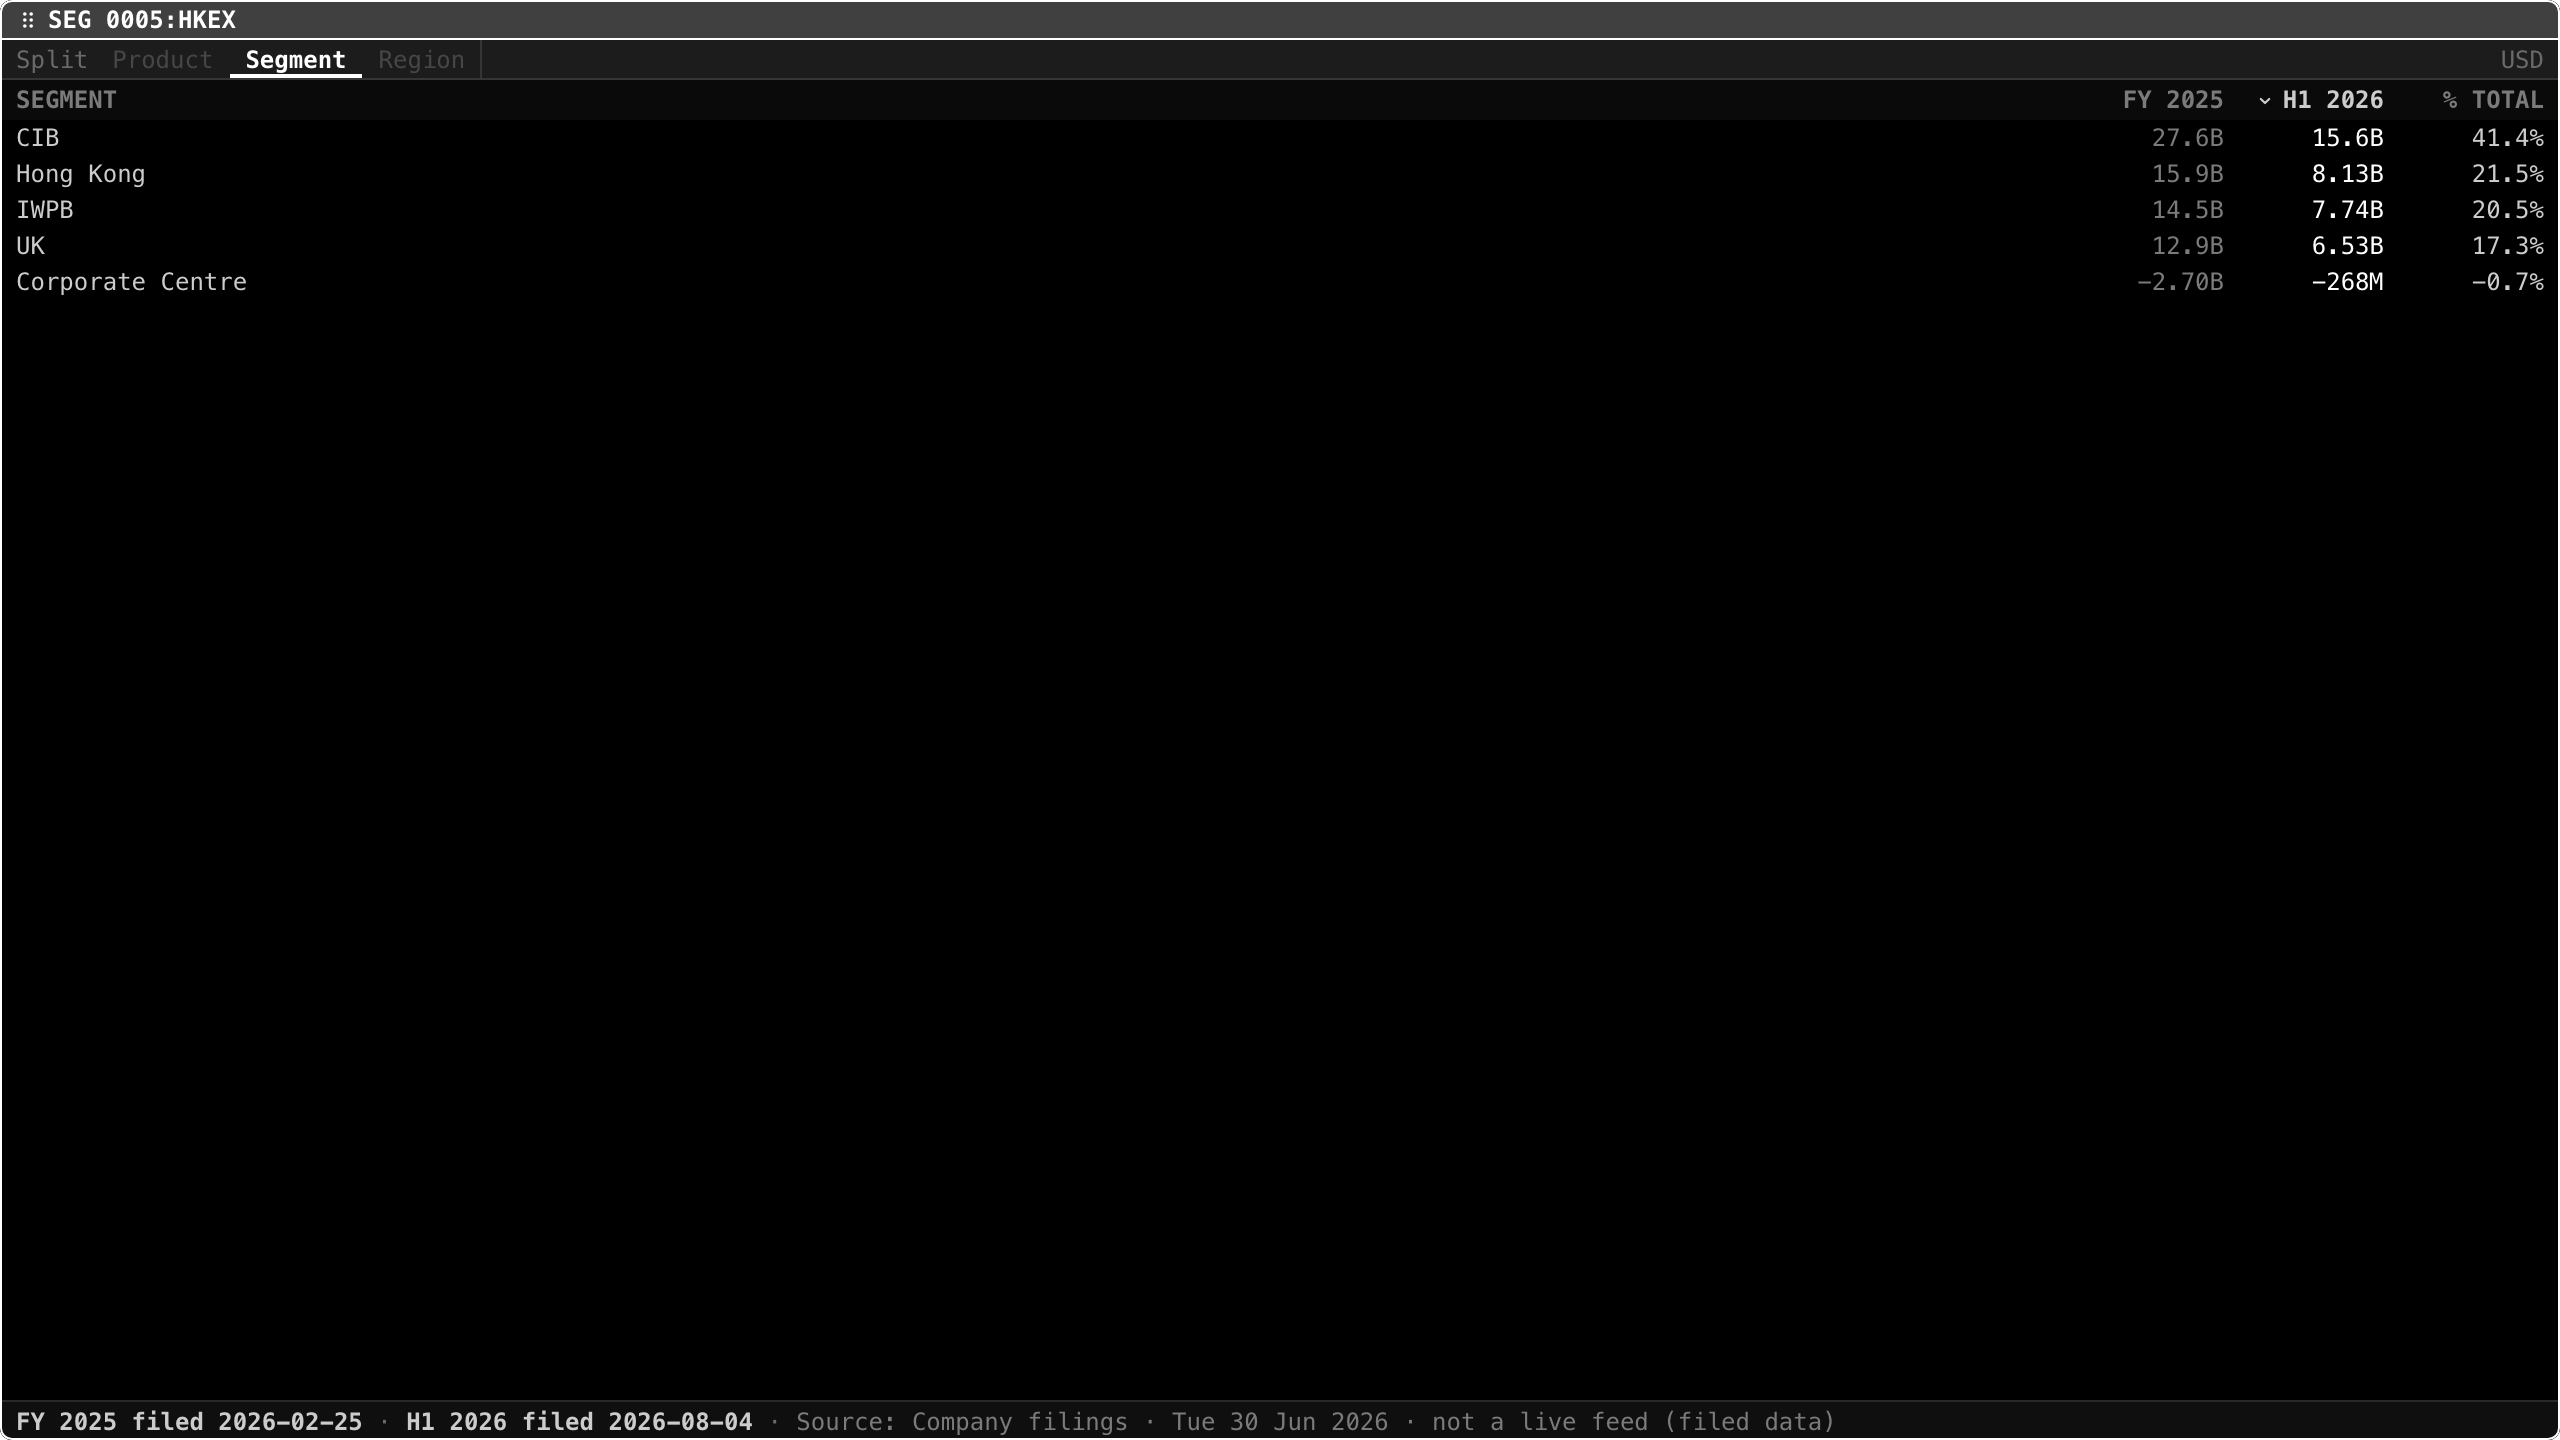 SEG 0005:HKEX
Split Product Segment Region USD
SEGMENT FY 2025 H1 2026 % TOTAL
CIB 27.6B 15.6B 41.4%
Hong Kong 15.9B 8.13B 21.5%
IWPB 14.5B 7.74B 20.5%
UK 12.9B 6.53B 17.3%
Corporate Centre −2.70B −268M −0.7%
FY 2025 filed 2026−02−25 · H1 2026 filed 2026−08−04 · Source: Company filings · Tue 30 Jun 2026 · not a live feed (filed data)